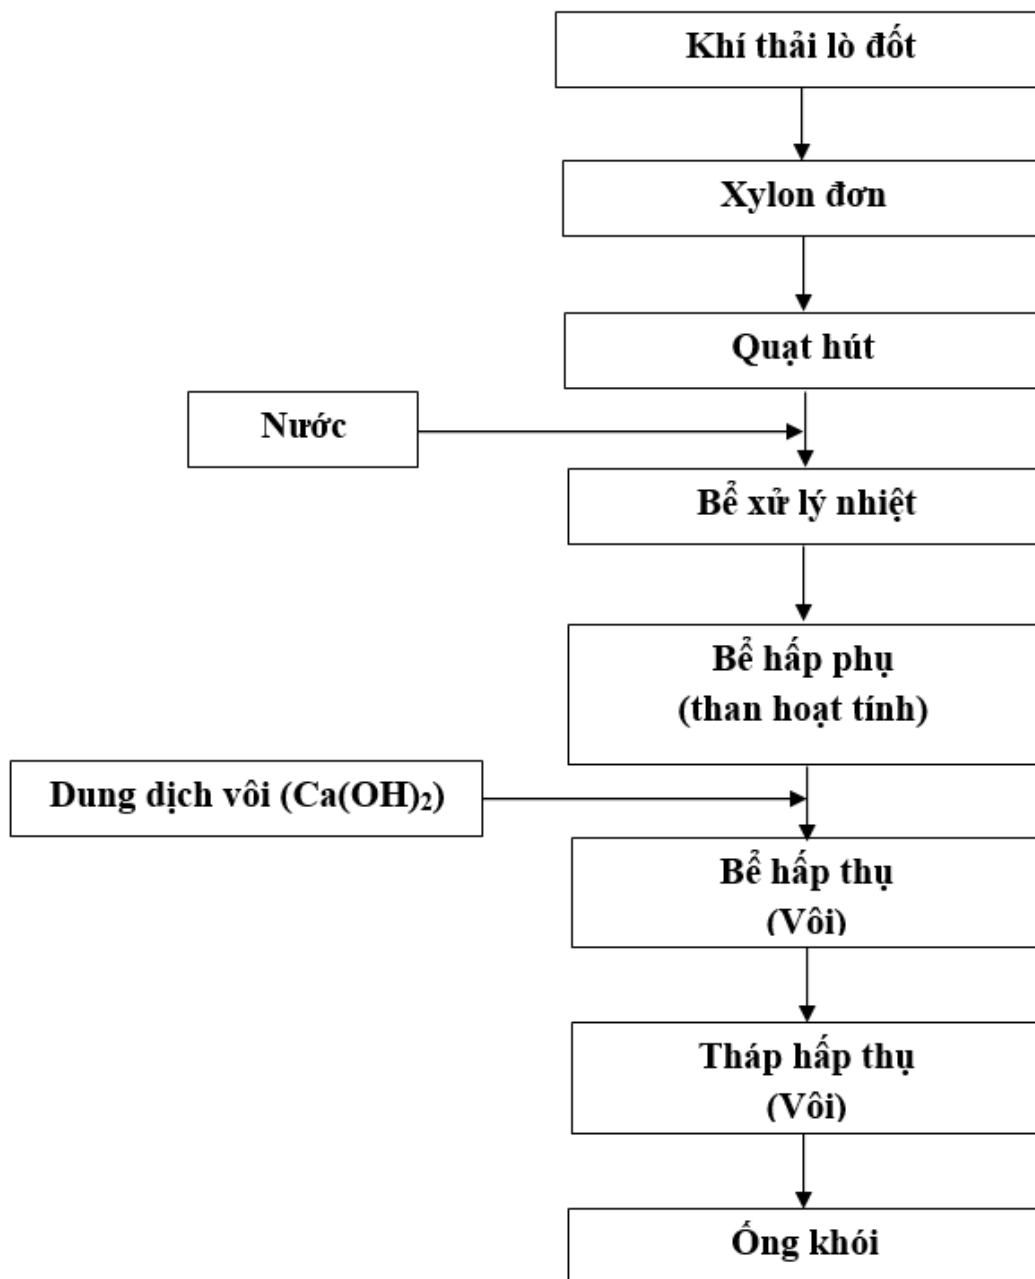 Khí thải lò đốt
Xylon đơn
Quạt hút
Nước
Bể xử lý nhiệt
Bể hấp phụ
(than hoạt tính)
Dung dịch vôi (Ca(OH)₂)
Bể hấp thụ
(Vôi)
Tháp hấp thụ
(Vôi)
Ống khói